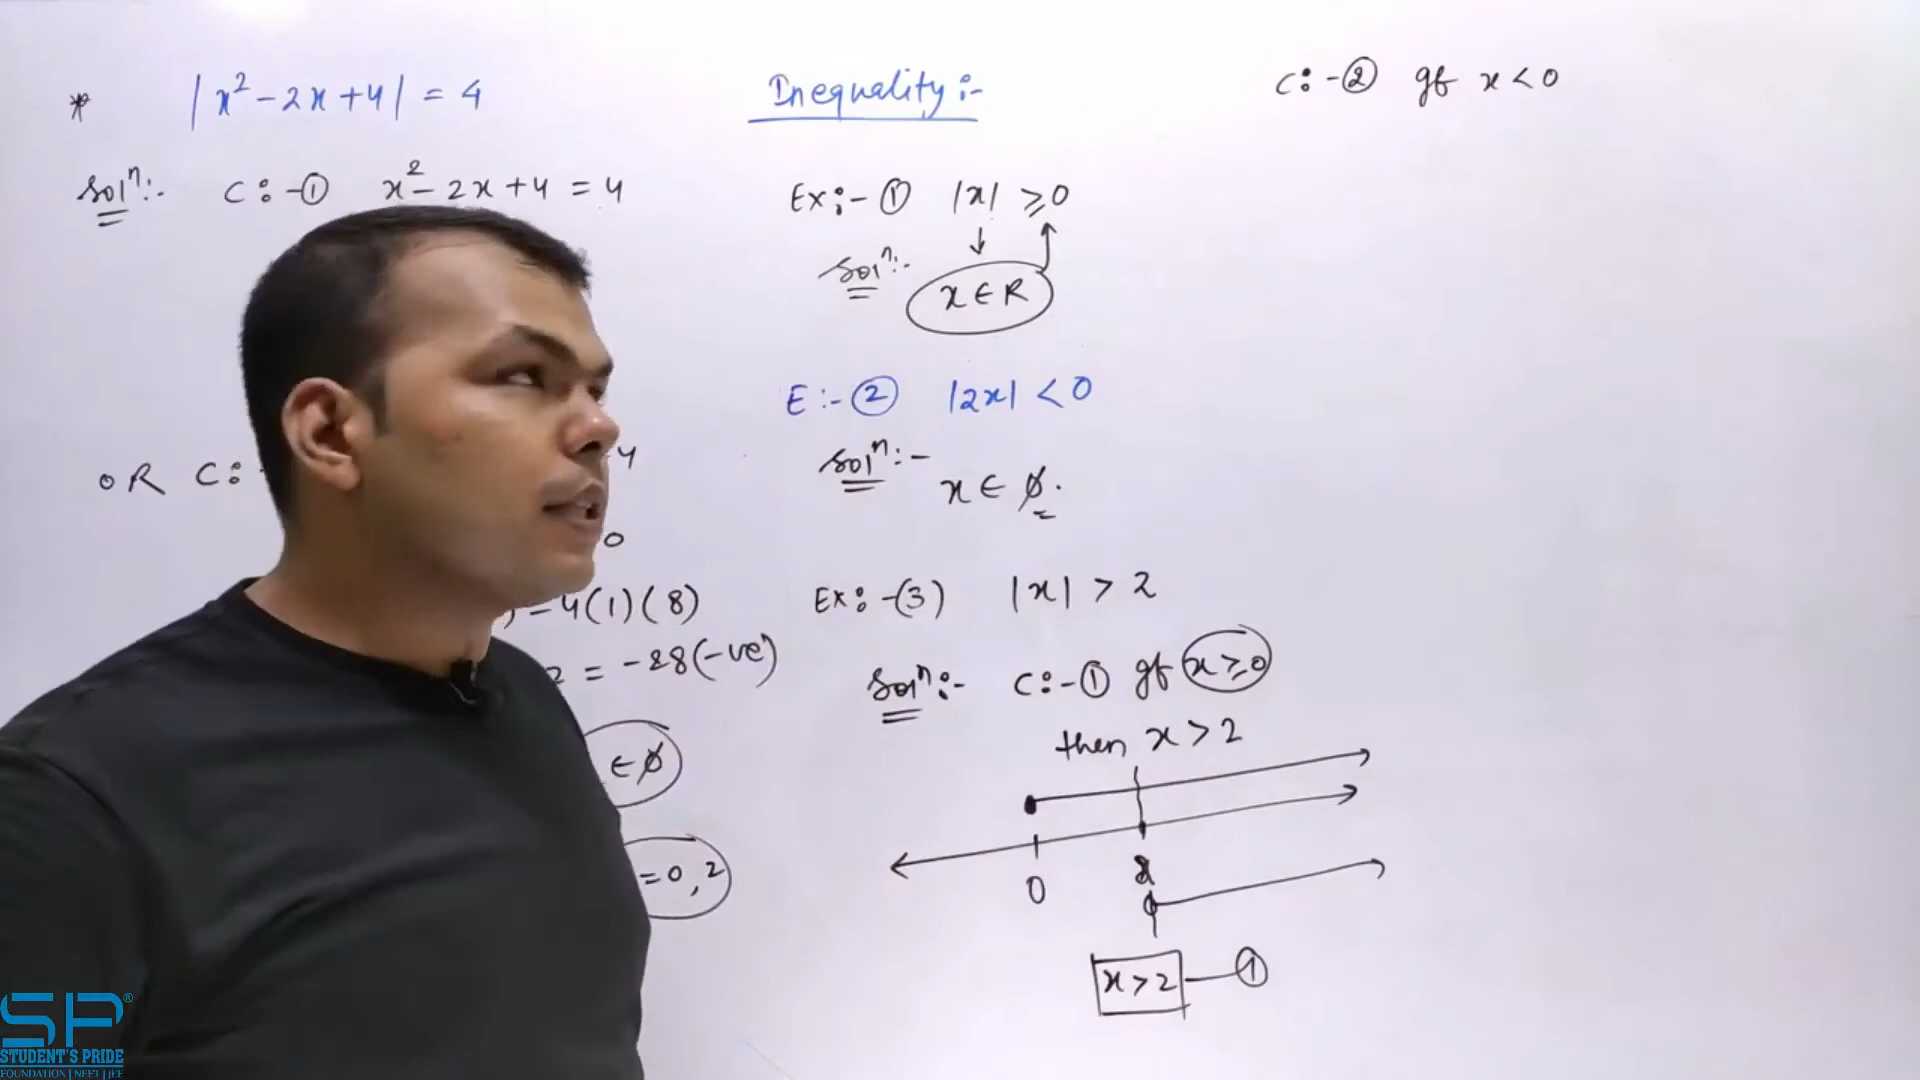 * |x²-2x+4| = 4
Solⁿ:- C:-① x²-2x+4 = 4
OR C: 4
0
-4(1)(8)
2 = -28(-ve)
∈ϕ
=0,2
Inequality:-
Ex:-① |x| ≥0
Solⁿ:-
x∈R
E:-② |2x| <0
Solⁿ:-
x∈ϕ.
Ex:-(3) |x| > 2
Solⁿ:- C:-① If x≥0
then x>2
0 2
x>2 —①
C:-② If x<0
SP®
STUDENT'S PRIDE
FOUNDATION | NEET | JEE